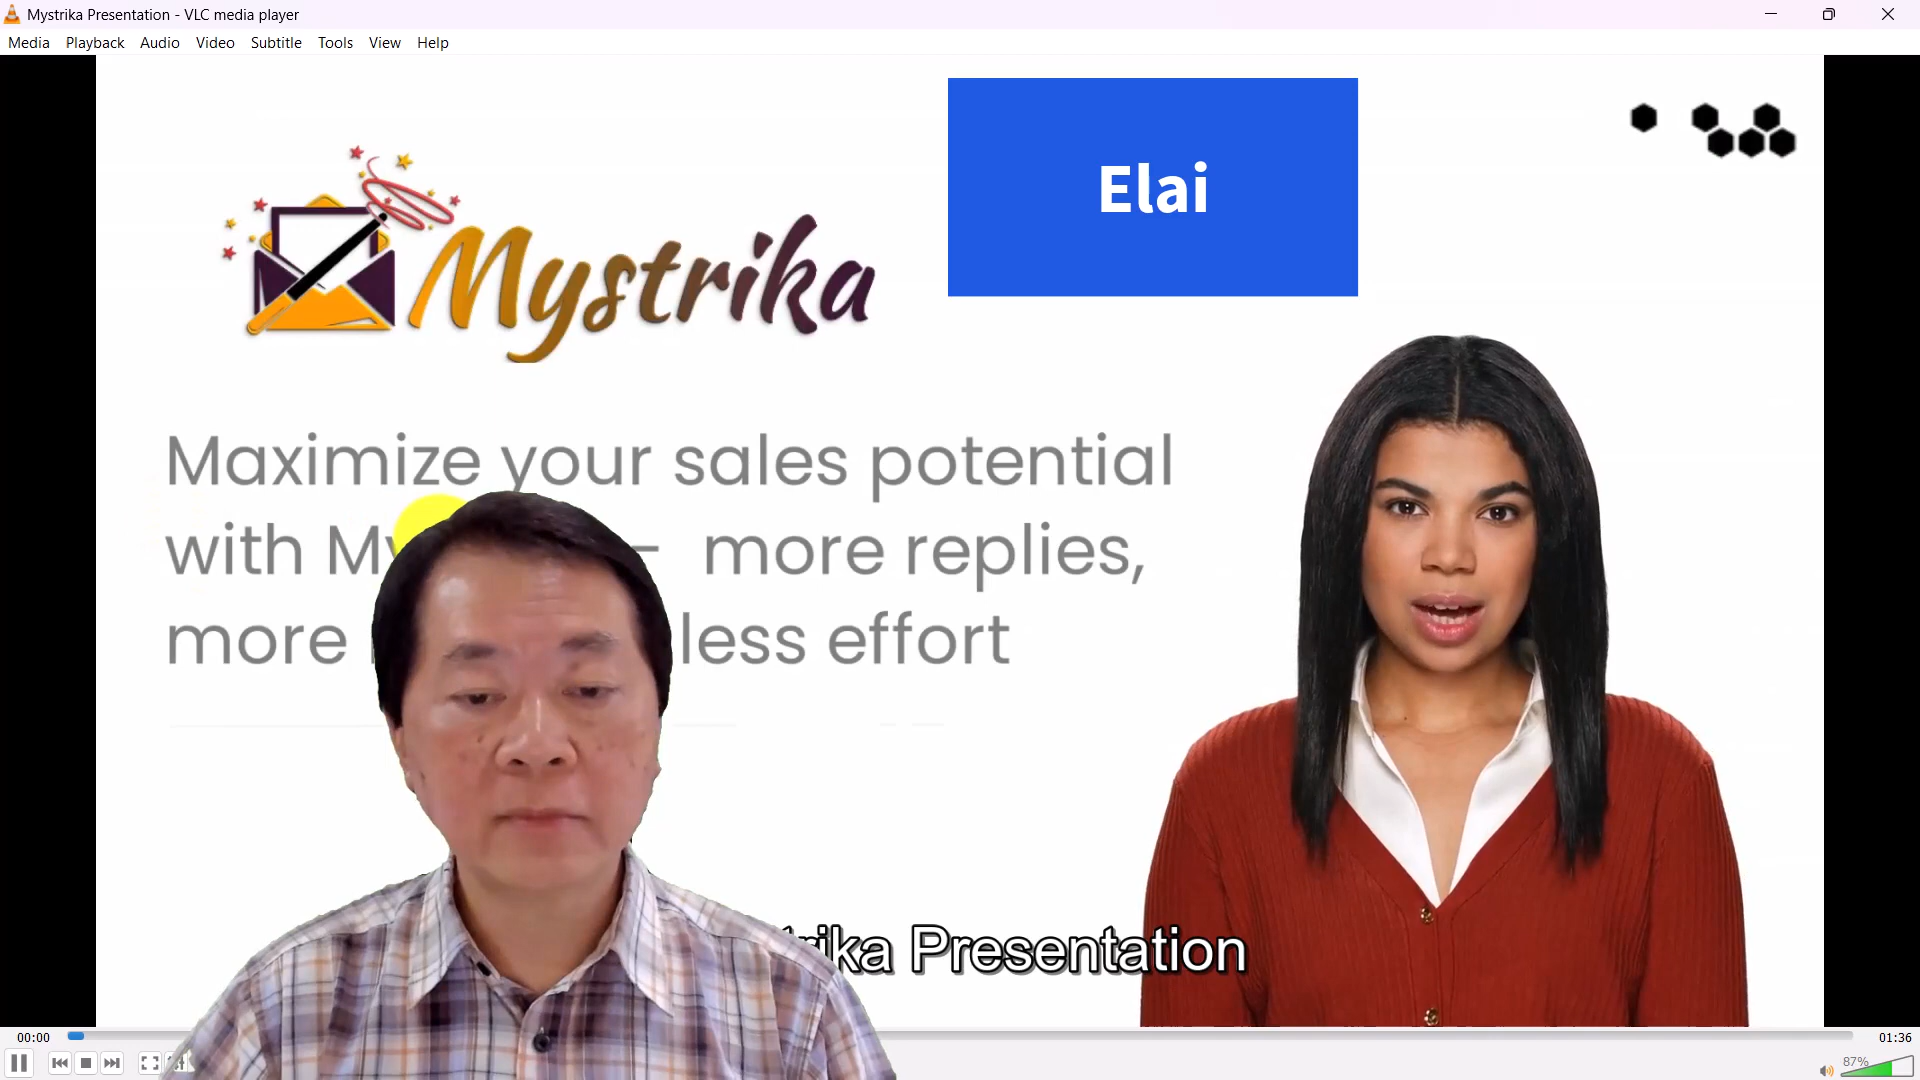 Mystrika Presentation - VLC media player
Media Playback Audio Video Subtitle Tools View Help
Elai
Mystrika
Maximize your sales potential
with My – more replies,
more less effort
rika Presentation
00:00
01:36
87%